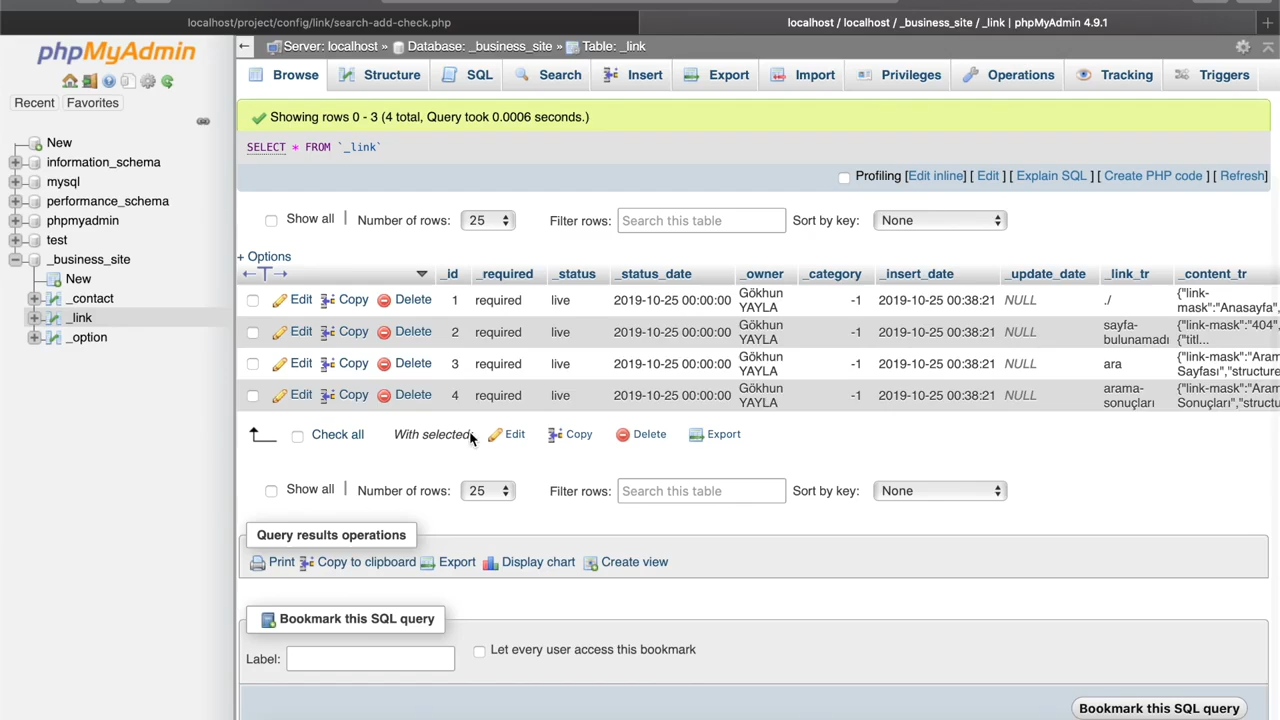 localhost/project/config/link/search-add-check.php
localhost / localhost / _business_site / _link | phpMyAdmin 4.9.1
phpMyAdmin
Recent Favorites
New
information_schema
mysql
performance_schema
phpmyadmin
test
_business_site
New
_contact
_link
_option
Server: localhost » Database: _business_site » Table: _link
Browse Structure SQL Search Insert Export Import Privileges Operations Tracking Triggers
Showing rows 0 - 3 (4 total, Query took 0.0006 seconds.)
SELECT * FROM `_link`
Profiling [Edit inline] [ Edit ] [ Explain SQL ] [ Create PHP code ] [ Refresh]
Show all | Number of rows: 25 Filter rows: Search this table Sort by key: None
+ Options
←T→ _id _required _status _status_date _owner _category _insert_date _update_date _link_tr _content_tr
Edit Copy Delete 1 required live 2019-10-25 00:00:00 Gökhun YAYLA -1 2019-10-25 00:38:21 NULL ./ {"link-mask":"Anasayfa",
Edit Copy Delete 2 required live 2019-10-25 00:00:00 Gökhun YAYLA -1 2019-10-25 00:38:21 NULL sayfa-bulunamadı {"link-mask":"404", {"titl...
Edit Copy Delete 3 required live 2019-10-25 00:00:00 Gökhun YAYLA -1 2019-10-25 00:38:21 NULL ara {"link-mask":"Aram Sayfası","structure
Edit Copy Delete 4 required live 2019-10-25 00:00:00 Gökhun YAYLA -1 2019-10-25 00:38:21 NULL arama-sonuçları {"link-mask":"Aram Sonuçları","struct
Check all With selected: Edit Copy Delete Export
Show all | Number of rows: 25 Filter rows: Search this table Sort by key: None
Query results operations
Print Copy to clipboard Export Display chart Create view
Bookmark this SQL query
Label: Let every user access this bookmark
Bookmark this SQL query